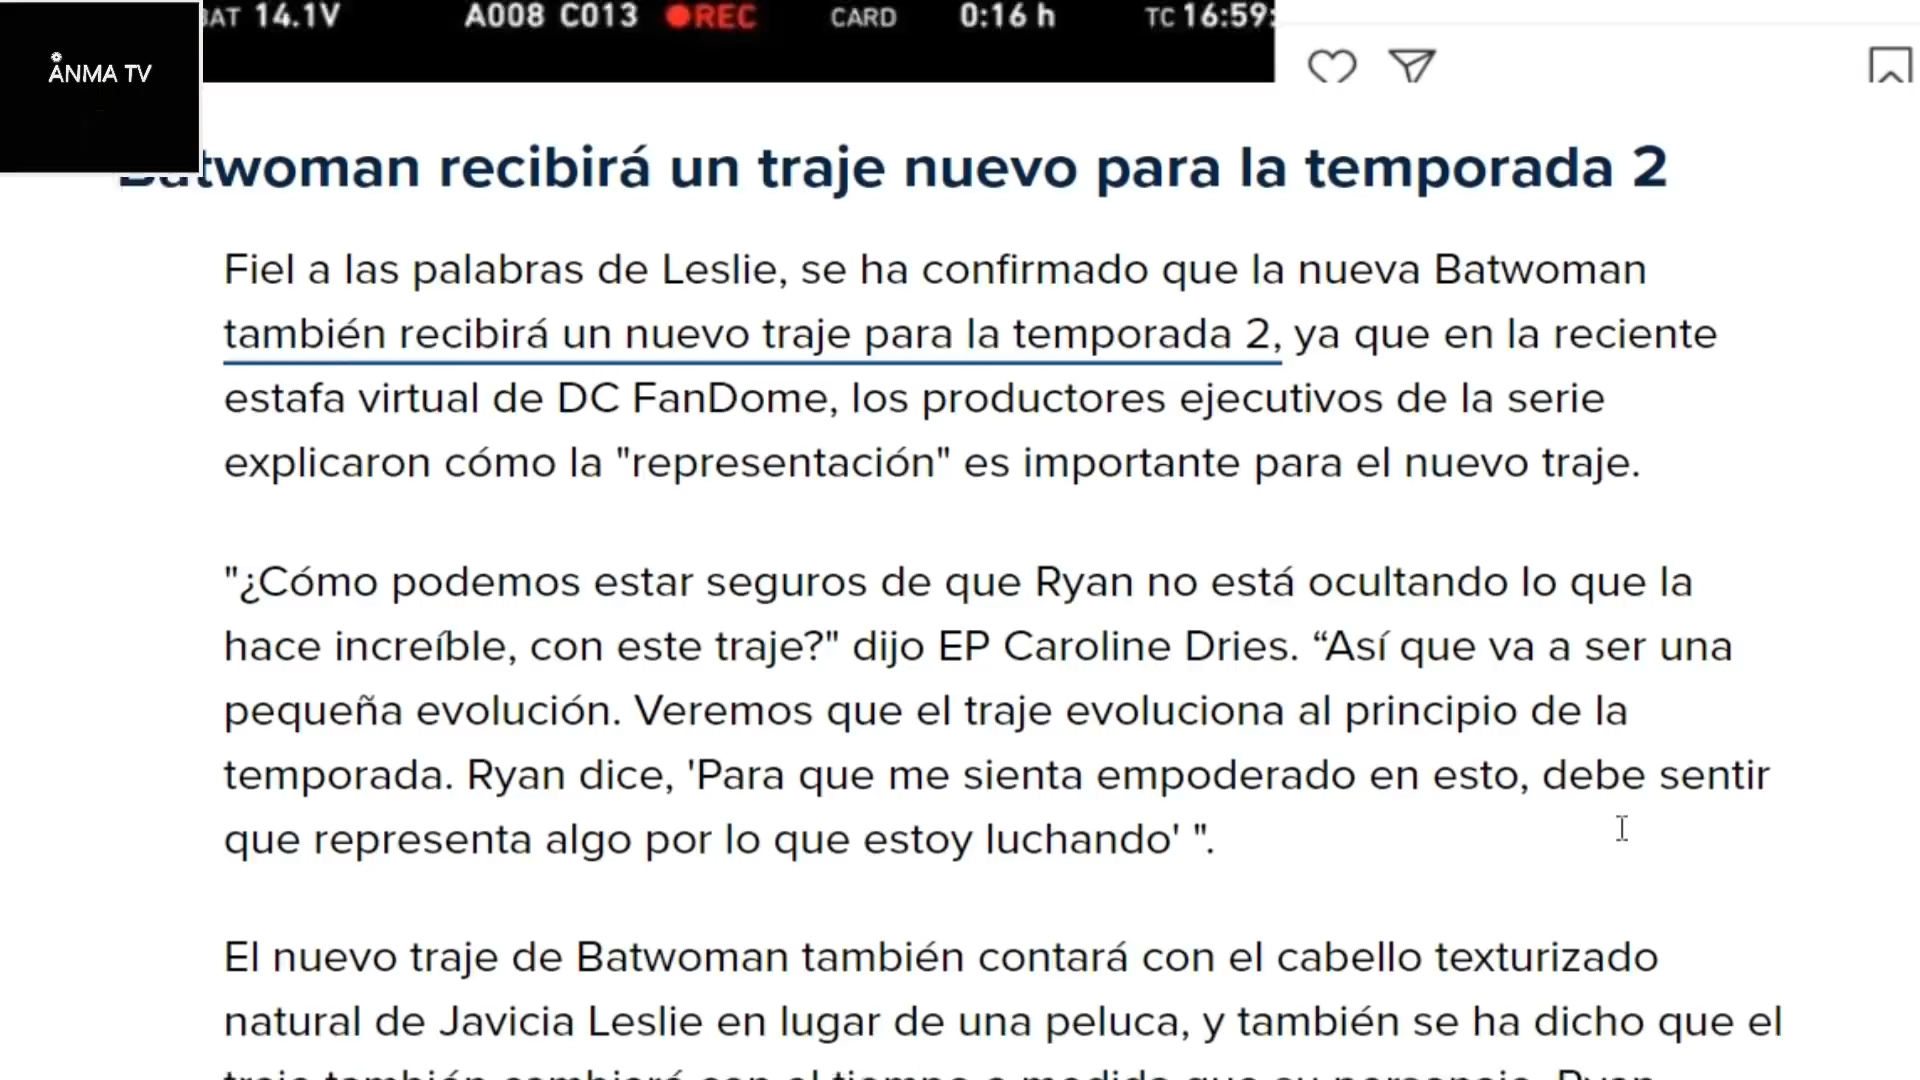 BAT 14.1V A008 C013 REC CARD 0:16 h TC 16:59:
ÅNMA TV
Batwoman recibirá un traje nuevo para la temporada 2
Fiel a las palabras de Leslie, se ha confirmado que la nueva Batwoman
también recibirá un nuevo traje para la temporada 2, ya que en la reciente
estafa virtual de DC FanDome, los productores ejecutivos de la serie
explicaron cómo la "representación" es importante para el nuevo traje.
"¿Cómo podemos estar seguros de que Ryan no está ocultando lo que la
hace increíble, con este traje?" dijo EP Caroline Dries. “Así que va a ser una
pequeña evolución. Veremos que el traje evoluciona al principio de la
temporada. Ryan dice, 'Para que me sienta empoderado en esto, debe sentir
que representa algo por lo que estoy luchando' ".
El nuevo traje de Batwoman también contará con el cabello texturizado
natural de Javicia Leslie en lugar de una peluca, y también se ha dicho que el